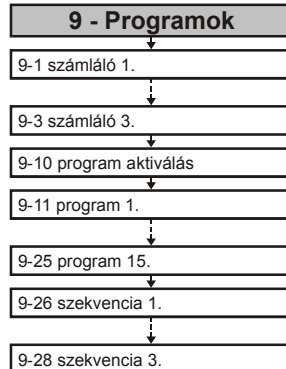 9 - Programok
9-1 számláló 1.
9-3 számláló 3.
9-10 program aktiválás
9-11 program 1.
9-25 program 15.
9-26 szekvencia 1.
9-28 szekvencia 3.